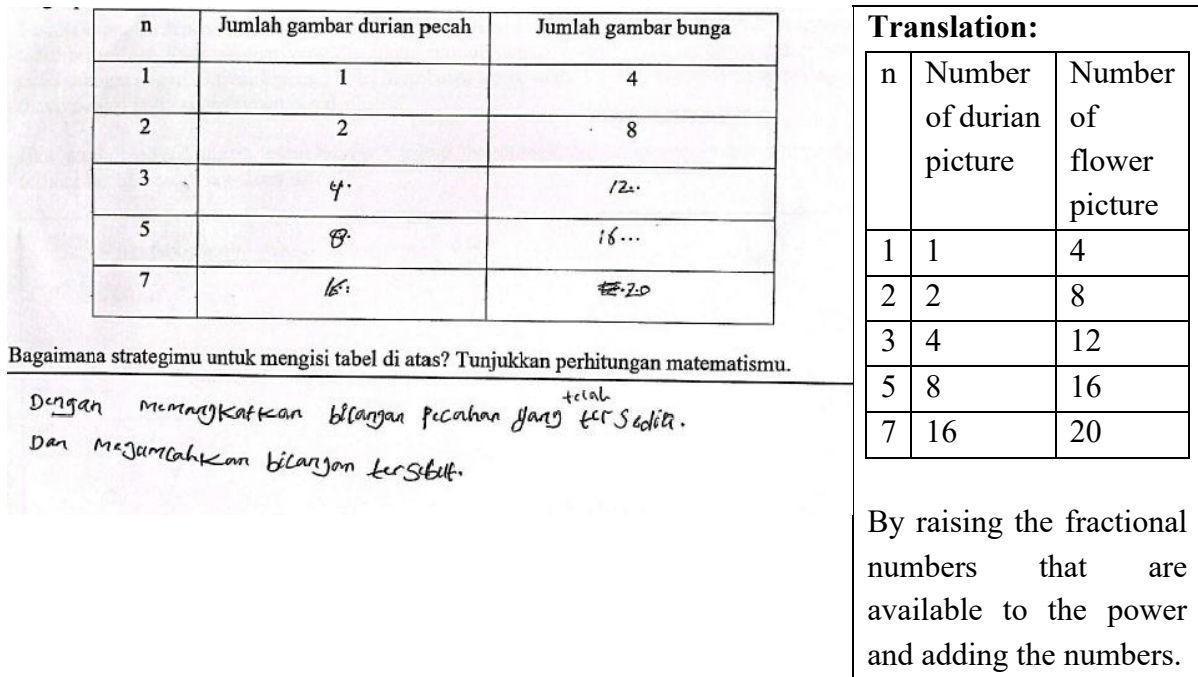 n Jumlah gambar durian pecah Jumlah gambar bunga
1 1 4
2 2 8
3 4. 12..
5 8. 16...
7 16. .20
Bagaimana strategimu untuk mengisi tabel di atas? Tunjukkan perhitungan matematismu.
telah
Dengan memangkatkan bilangan pecahan yang tersedia.
Dan megjumlahkan bilangan tersebut.
Translation:
n Number Number
of durian of
picture flower
picture
1 1 4
2 2 8
3 4 12
5 8 16
7 16 20
By raising the fractional
numbers that are
available to the power
and adding the numbers.